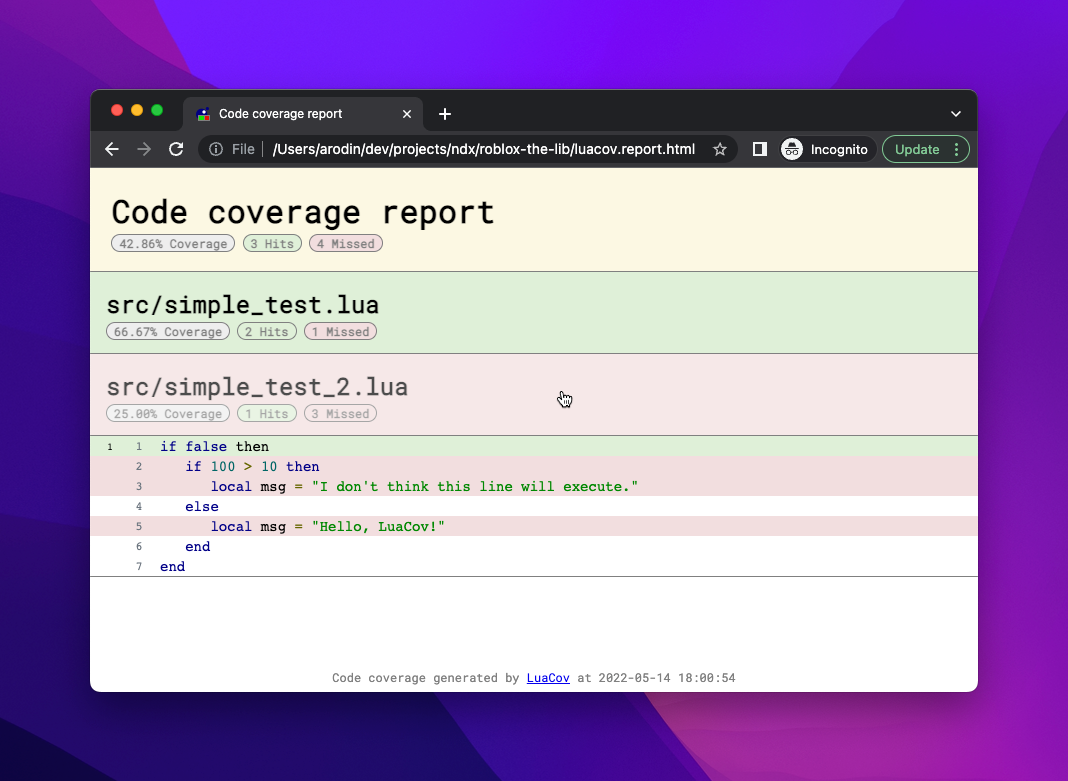 Code coverage report
File /Users/arodin/dev/projects/ndx/roblox-the-lib/luacov.report.html Incognito Update
Code coverage report
42.86% Coverage 3 Hits 4 Missed
src/simple_test.lua
66.67% Coverage 2 Hits 1 Missed
src/simple_test_2.lua
25.00% Coverage 1 Hits 3 Missed
1 1 if false then
2 if 100 > 10 then
3 local msg = "I don't think this line will execute."
4 else
5 local msg = "Hello, LuaCov!"
6 end
7 end
Code coverage generated by LuaCov at 2022-05-14 18:00:54